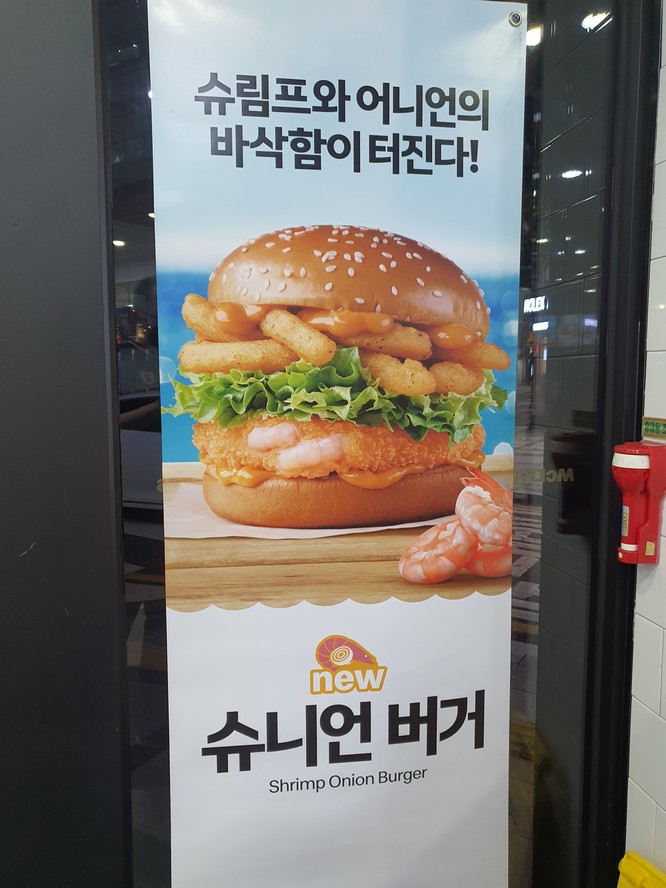 슈림프와 어니언의
바삭함이 터진다!
ROLEX
new
슈니언 버거
Shrimp Onion Burger